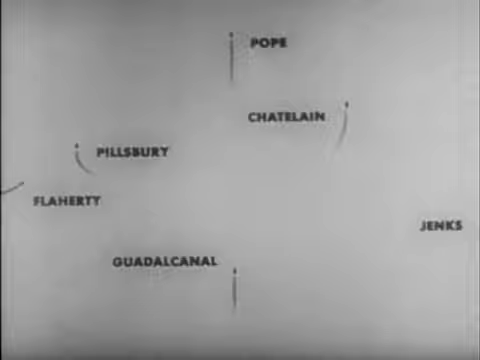 POPE
CHATELAIN
PILLSBURY
FLAHERTY
JENKS
GUADALCANAL